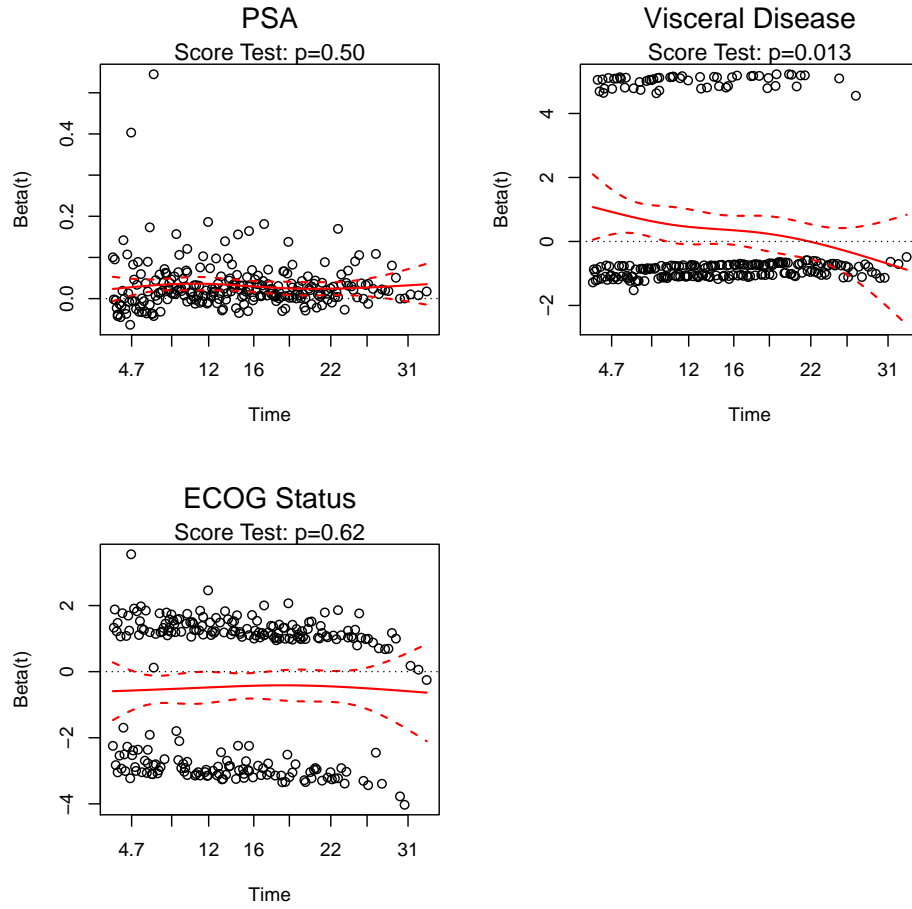 PSA
Score Test: p=0.50
Beta(t)
0.4
0.2
0.0
4.7 12 16 22 31
Time
Visceral Disease
Score Test: p=0.013
Beta(t)
4
2
0
−2
4.7 12 16 22 31
Time
ECOG Status
Score Test: p=0.62
Beta(t)
2
0
−2
−4
4.7 12 16 22 31
Time